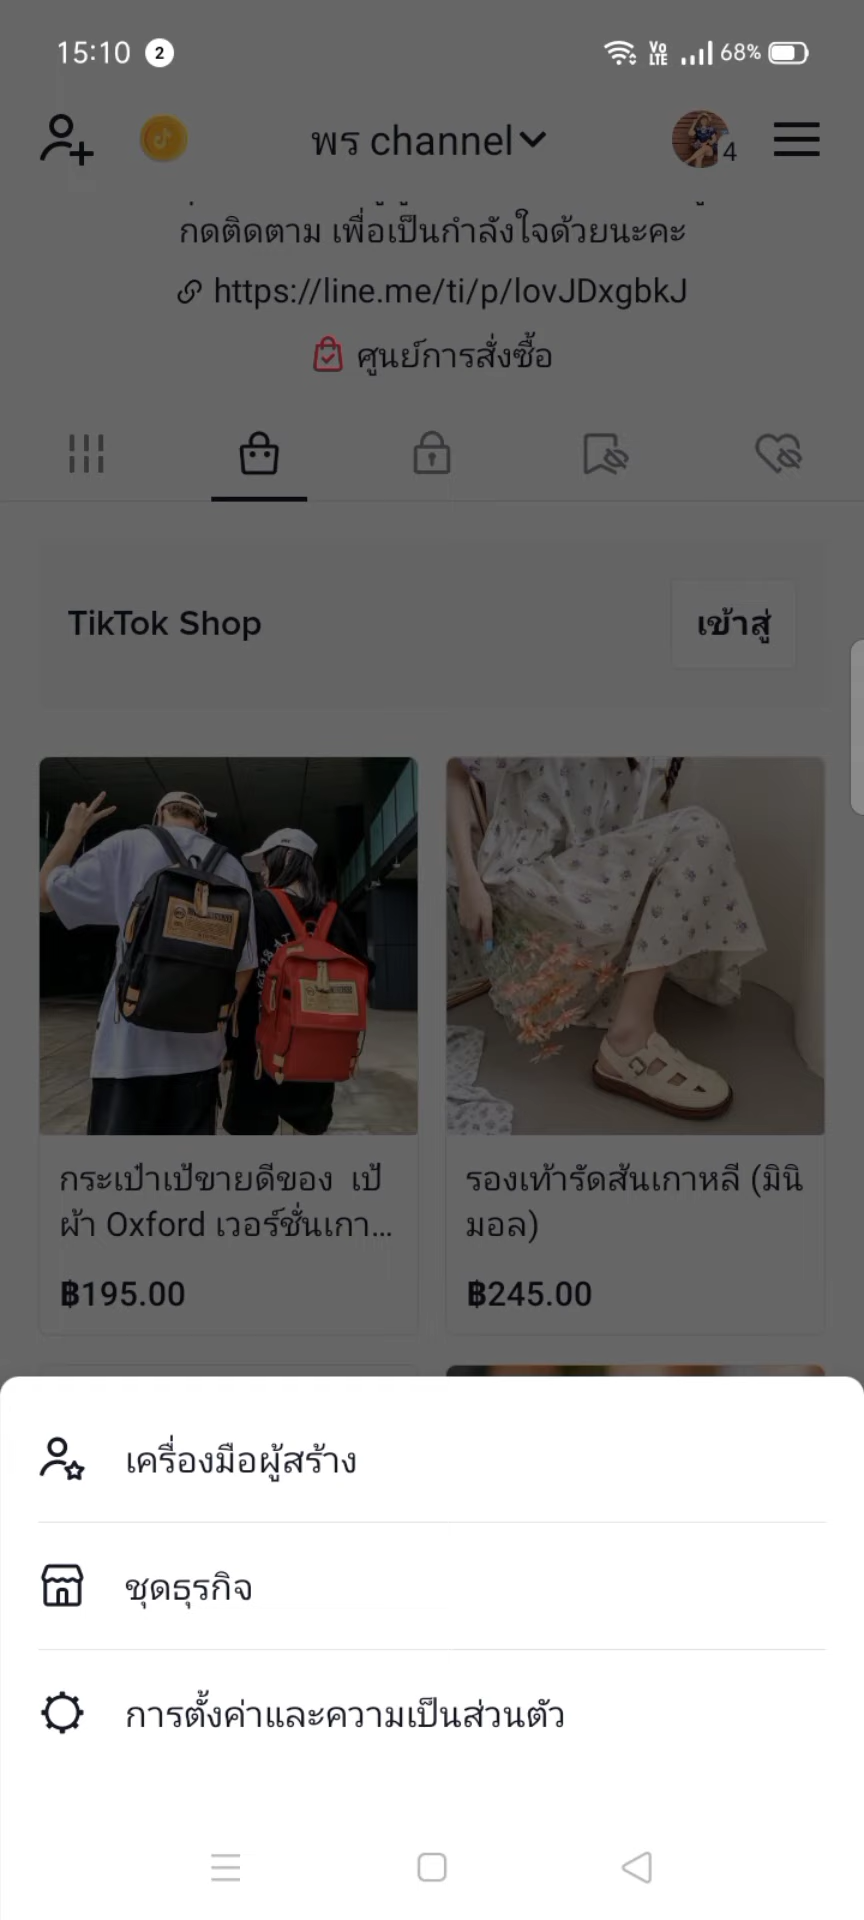 15:10 2 Vo LTE 68%
พร channel 4
กดติดตาม เพื่อเป็นกำลังใจด้วยนะคะ
https://line.me/ti/p/lovJDxgbkJ
ศูนย์การสั่งซื้อ
TikTok Shop เข้าสู่
กระเป๋าเป้ขายดีของ เป้
ผ้า Oxford เวอร์ชั่นเกา...
฿195.00
รองเท้ารัดส้นเกาหลี (มินิ
มอล)
฿245.00
เครื่องมือผู้สร้าง
ชุดธุรกิจ
การตั้งค่าและความเป็นส่วนตัว